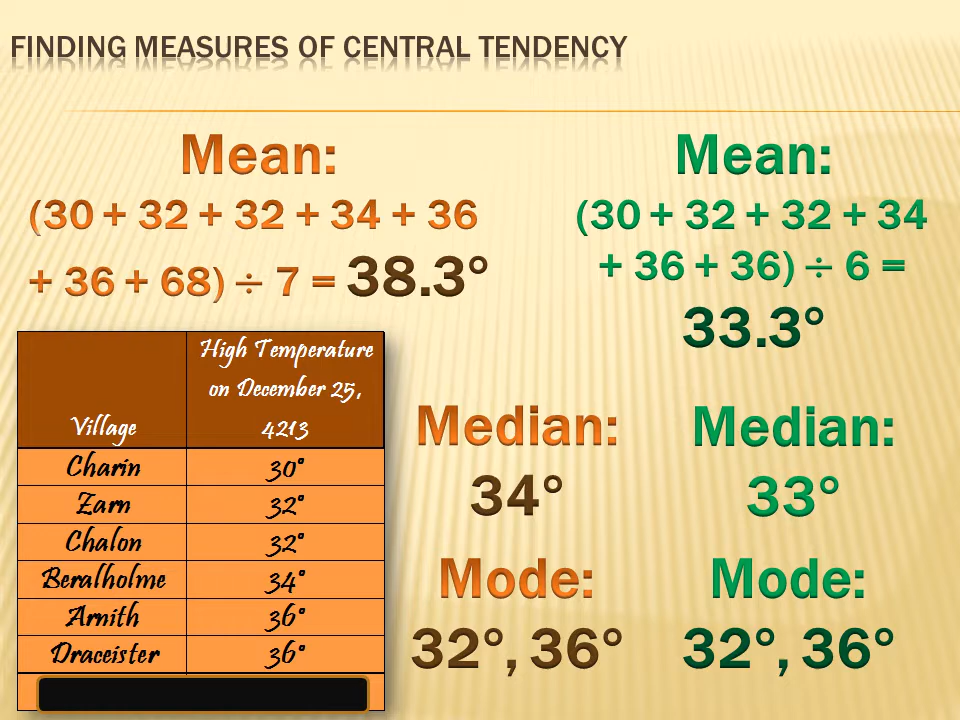 FINDING MEASURES OF CENTRAL TENDENCY
Mean:
(30 + 32 + 32 + 34 + 36
+ 36 + 68) ÷ 7 = 38.3°
Mean:
(30 + 32 + 32 + 34
+ 36 + 36) ÷ 6 =
33.3°
Village
High Temperature
on December 25,
4213
Charin 30°
Zarn 32°
Chalon 32°
Beralholme 34°
Arnith 36°
Draceister 36°
Median:
34°
Median:
33°
Mode:
32°, 36°
Mode:
32°, 36°